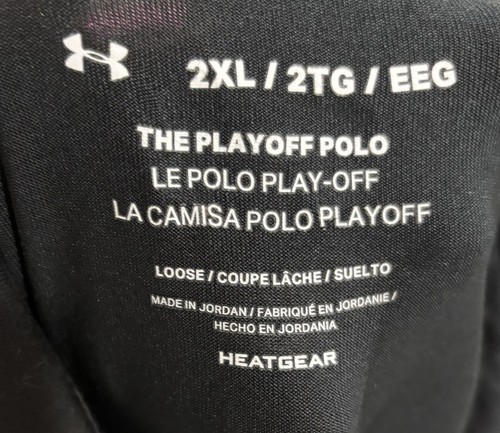 2XL / 2TG / EEG
THE PLAYOFF POLO
LE POLO PLAY-OFF
LA CAMISA POLO PLAYOFF
LOOSE / COUPE LÂCHE / SUELTO
MADE IN JORDAN / FABRIQUÉ EN JORDANIE /
HECHO EN JORDANIA
HEATGEAR